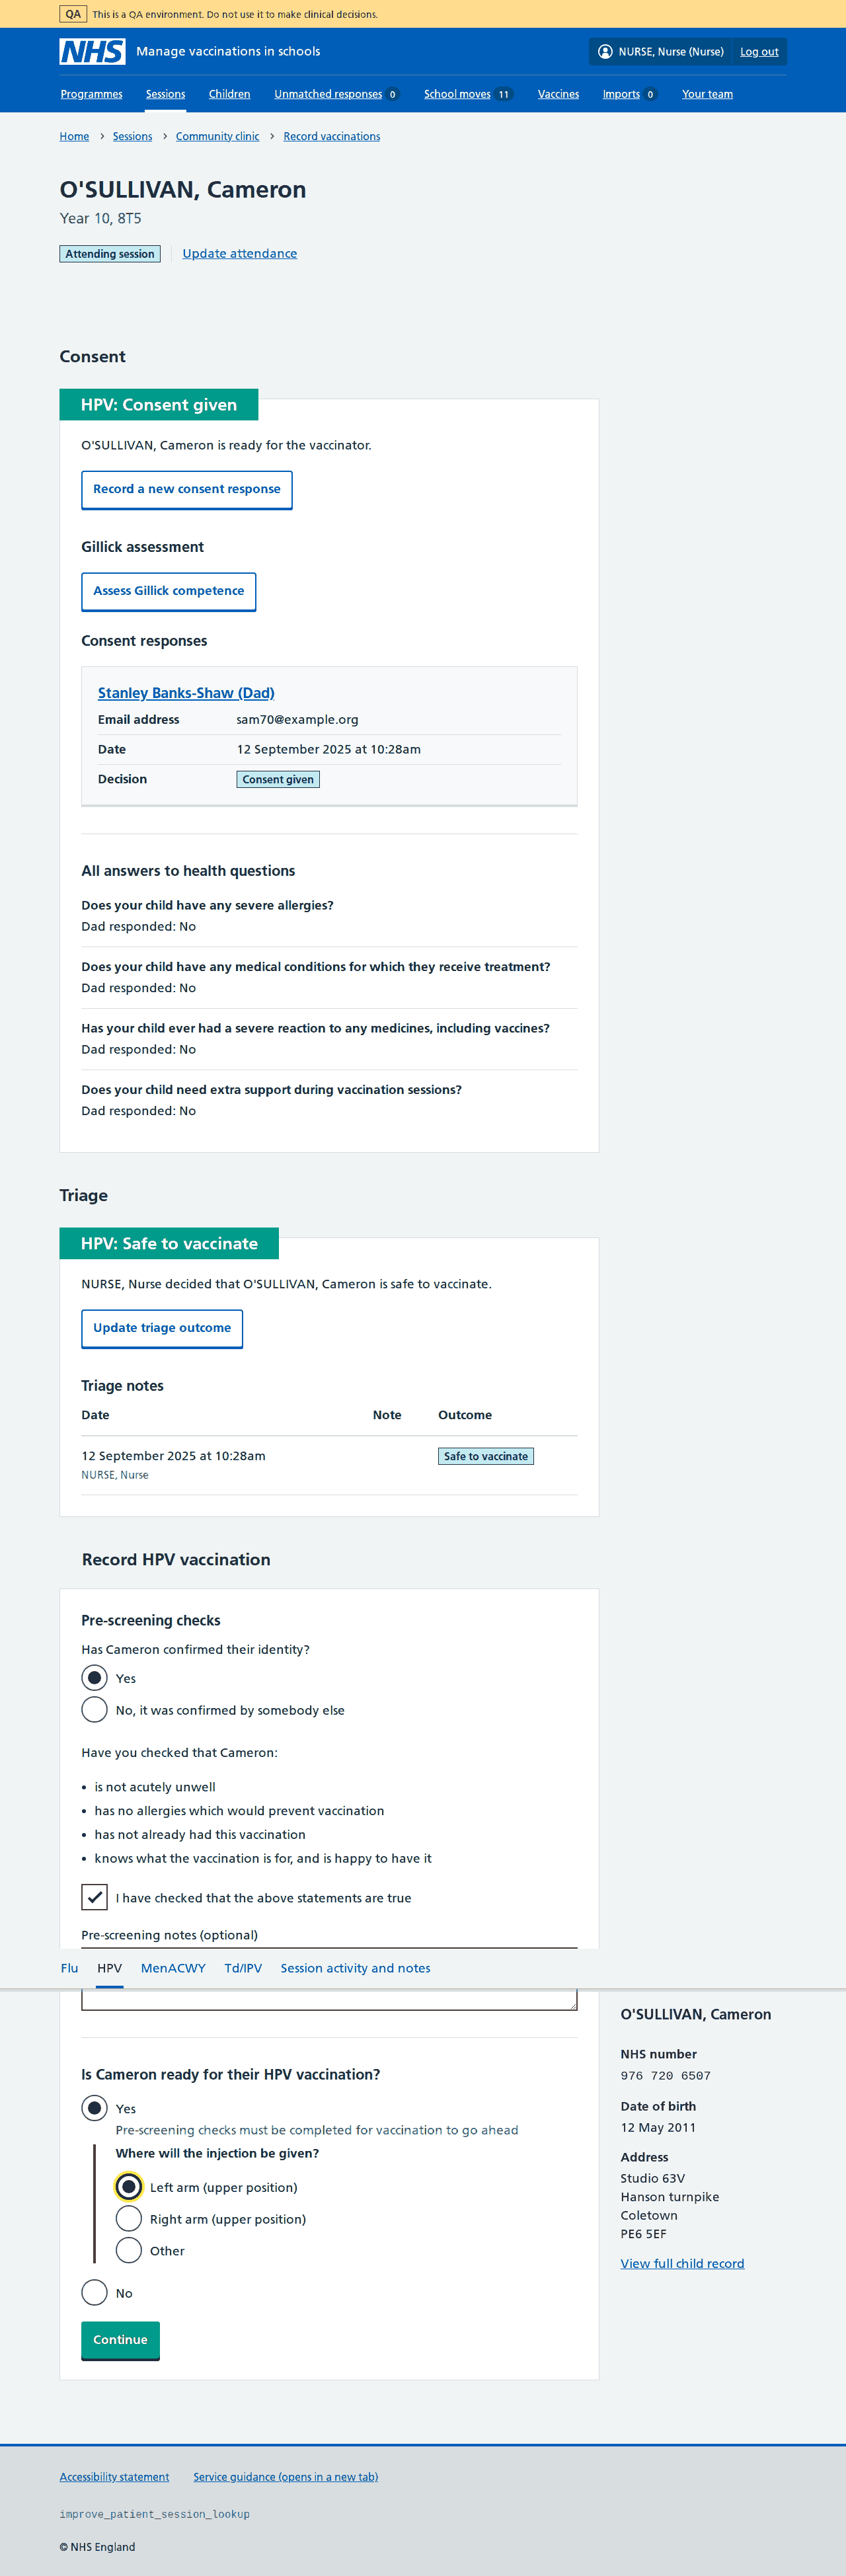 QA This is a QA environment. Do not use it to make clinical decisions.
NHS Manage vaccinations in schools NURSE, Nurse (Nurse) Log out
Programmes Sessions Children Unmatched responses 0 School moves 11 Vaccines Imports 0 Your team
Home › Sessions › Community clinic › Record vaccinations
O'SULLIVAN, Cameron
Year 10, 8T5
Attending session Update attendance
Consent
HPV: Consent given
O'SULLIVAN, Cameron is ready for the vaccinator.
Record a new consent response
Gillick assessment
Assess Gillick competence
Consent responses
Stanley Banks-Shaw (Dad)
Email address sam70@example.org
Date 12 September 2025 at 10:28am
Decision Consent given
All answers to health questions
Does your child have any severe allergies?
Dad responded: No
Does your child have any medical conditions for which they receive treatment?
Dad responded: No
Has your child ever had a severe reaction to any medicines, including vaccines?
Dad responded: No
Does your child need extra support during vaccination sessions?
Dad responded: No
Triage
HPV: Safe to vaccinate
NURSE, Nurse decided that O'SULLIVAN, Cameron is safe to vaccinate.
Update triage outcome
Triage notes
Date Note Outcome
12 September 2025 at 10:28am Safe to vaccinate
NURSE, Nurse
Record HPV vaccination
Pre-screening checks
Has Cameron confirmed their identity?
Yes
No, it was confirmed by somebody else
Have you checked that Cameron:
• is not acutely unwell
• has no allergies which would prevent vaccination
• has not already had this vaccination
• knows what the vaccination is for, and is happy to have it
I have checked that the above statements are true
Pre-screening notes (optional)
Flu HPV MenACWY Td/IPV Session activity and notes
Is Cameron ready for their HPV vaccination?
Yes
Pre-screening checks must be completed for vaccination to go ahead
Where will the injection be given?
Left arm (upper position)
Right arm (upper position)
Other
No
Continue
O'SULLIVAN, Cameron
NHS number
976 720 6507
Date of birth
12 May 2011
Address
Studio 63V
Hanson turnpike
Coletown
PE6 5EF
View full child record
Accessibility statement Service guidance (opens in a new tab)
improve_patient_session_lookup
© NHS England